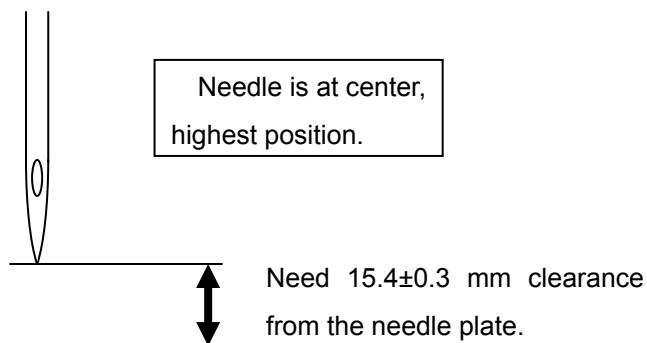 Needle is at center,
highest position.
Need 15.4±0.3 mm clearance
from the needle plate.